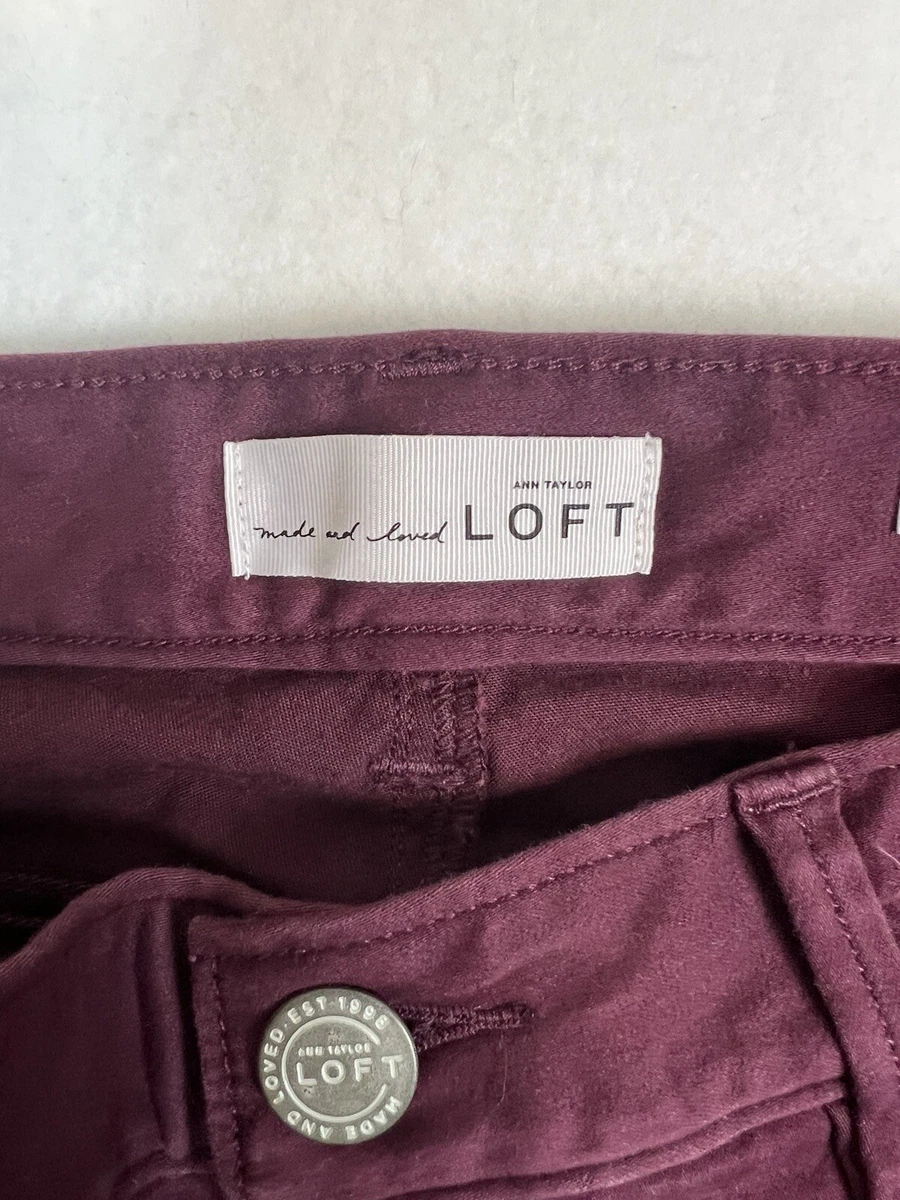 ANN TAYLOR
made and loved LOFT
EST·1996
ANN TAYLOR
LOFT
MADE AND LOVED·